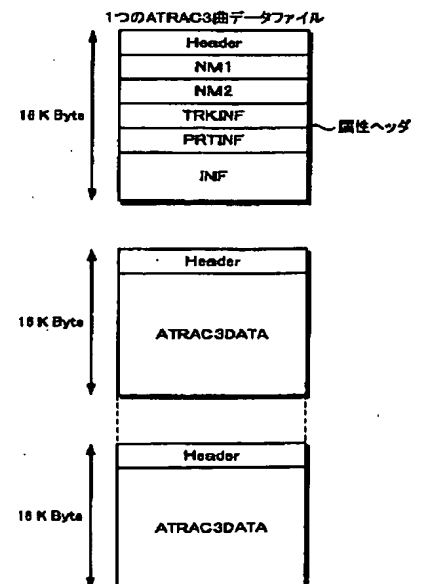 1つのATRAC3曲データファイル
Header
NM1
NM2
TRKINF
PRTINF
INF
16 K Byte
属性ヘッダ
Header
ATRAC3DATA
16 K Byte
Header
ATRAC3DATA
16 K Byte